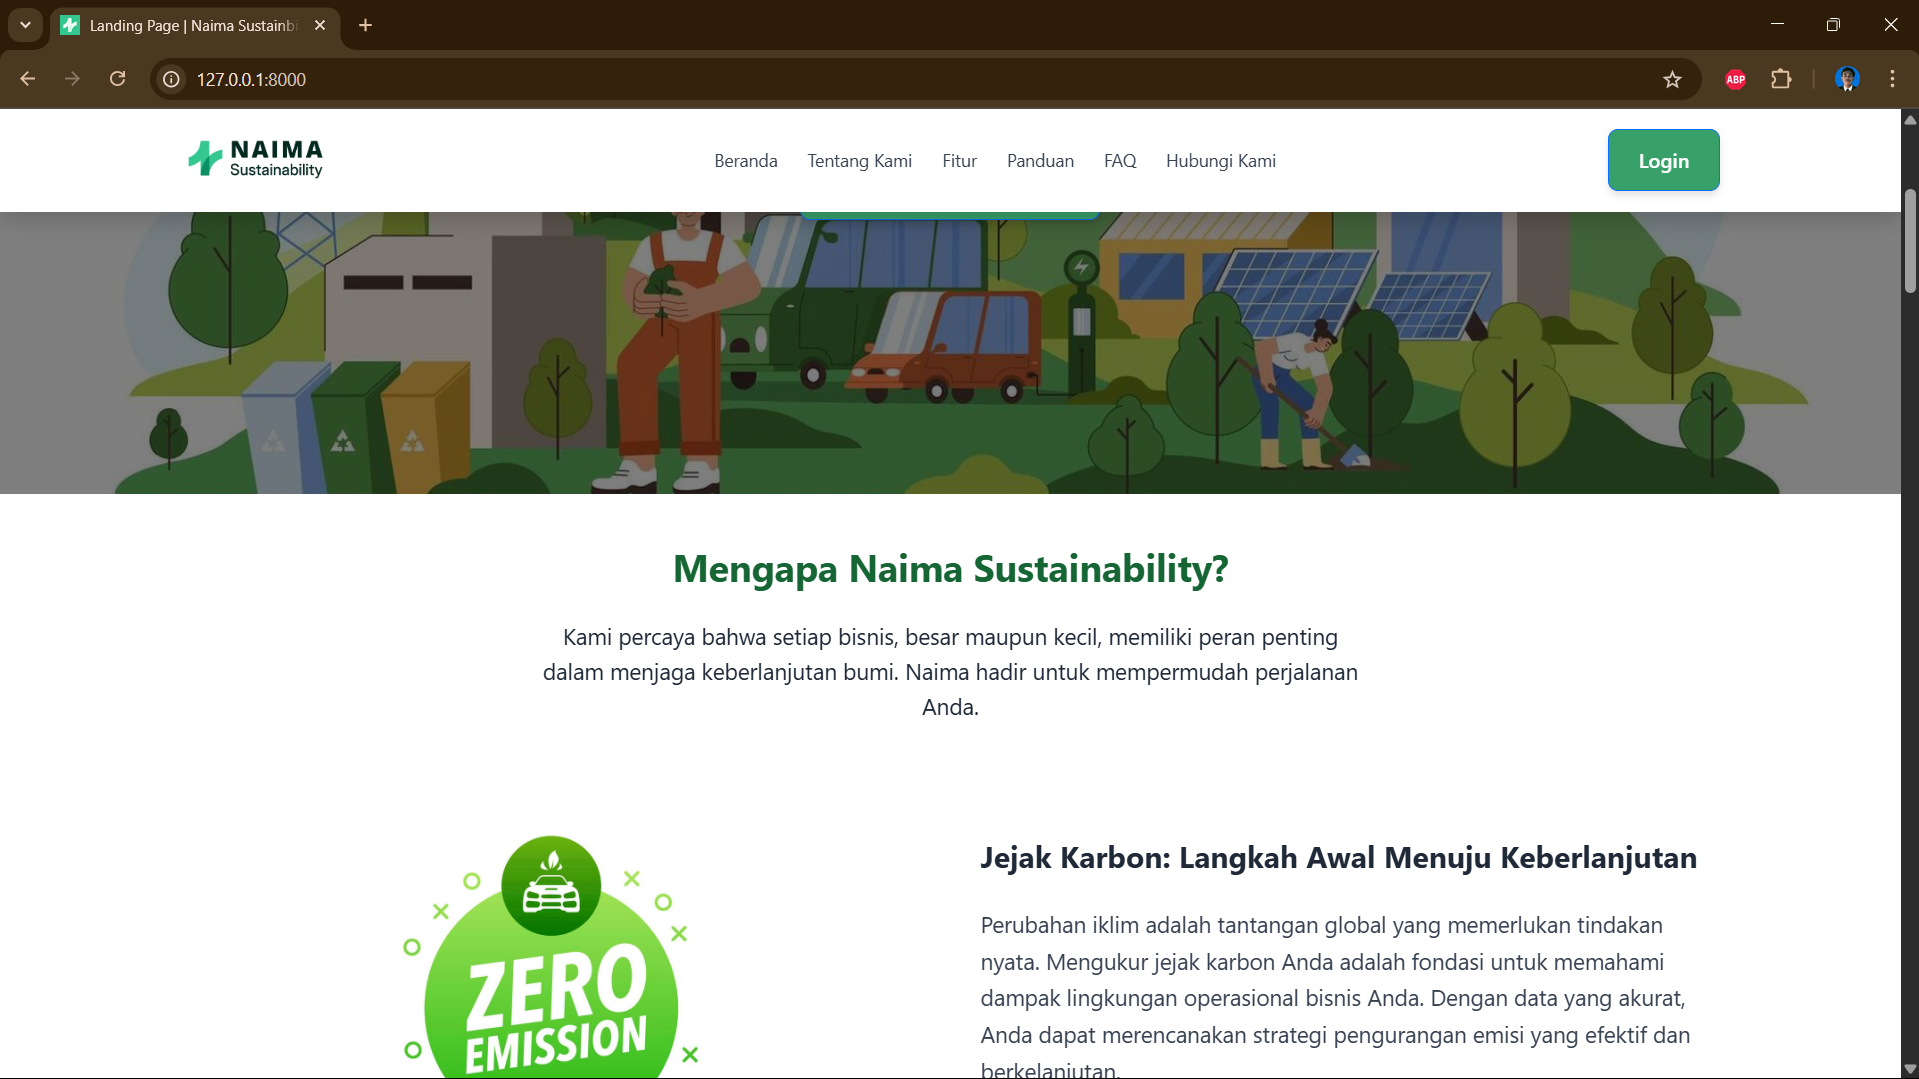 Landing Page | Naima Sustainbi
127.0.0.1:8000
ABP
NAIMA
Sustainability
Beranda
Tentang Kami
Fitur
Panduan
FAQ
Hubungi Kami
Login
Mengapa Naima Sustainability?
Kami percaya bahwa setiap bisnis, besar maupun kecil, memiliki peran penting
dalam menjaga keberlanjutan bumi. Naima hadir untuk mempermudah perjalanan
Anda.
ZERO
EMISSION
Jejak Karbon: Langkah Awal Menuju Keberlanjutan
Perubahan iklim adalah tantangan global yang memerlukan tindakan
nyata. Mengukur jejak karbon Anda adalah fondasi untuk memahami
dampak lingkungan operasional bisnis Anda. Dengan data yang akurat,
Anda dapat merencanakan strategi pengurangan emisi yang efektif dan
berkelanjutan.